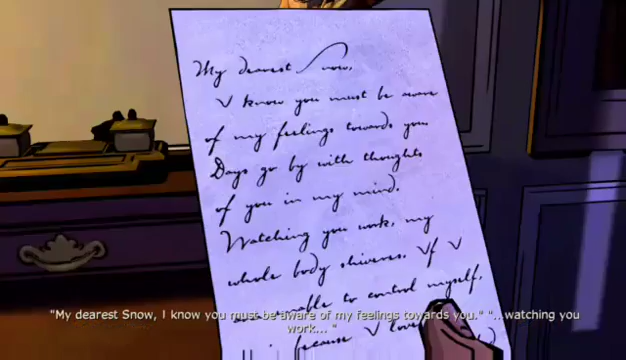 My dearest Snow,
I know you must be aware
of my feelings towards you
Days go by with thoughts
of you in my mind.
Watching you work, my
whole body shivers. If I
unable to control myself,
because I love
"My dearest Snow, I know you must be aware of my feelings towards you." "...watching you
work... "